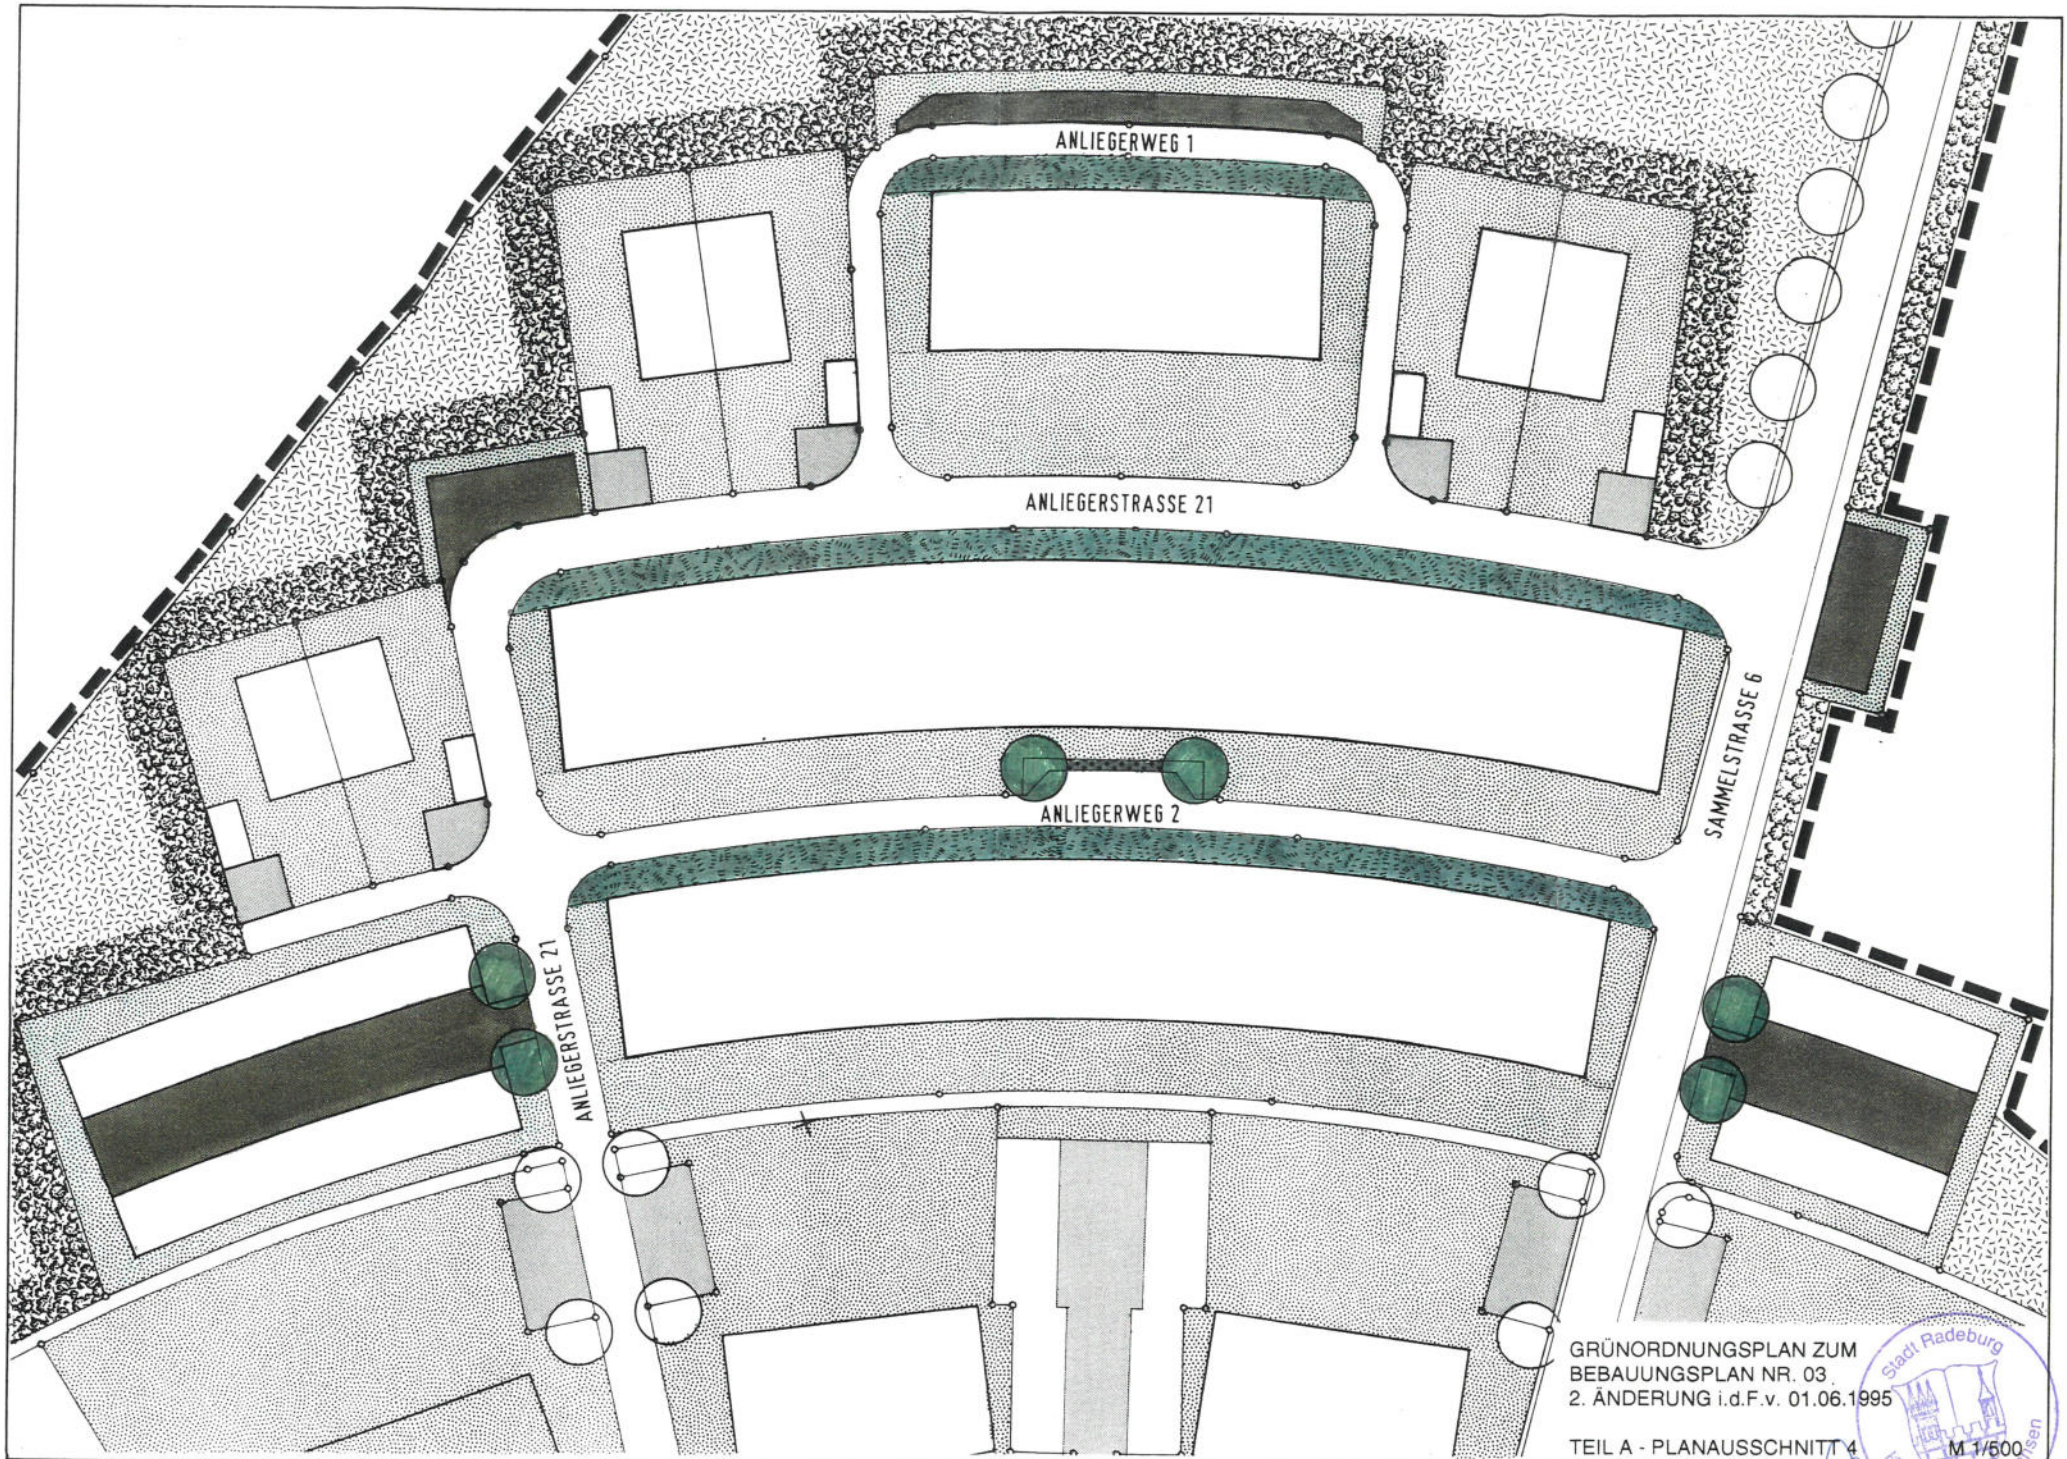 ANLIEGERWEG 1
ANLIEGERSTRASSE 21
SAMMELSTRASSE 6
ANLIEGERWEG 2
ANLIEGERSTRASSE 21
GRÜNORDNUNGSPLAN ZUM
BEBAUUNGSPLAN NR. 03
2. ÄNDERUNG i.d.F.v. 01.06.1995
TEIL A - PLANAUSSCHNITT 4 M 1/500
Stadt Radeburg